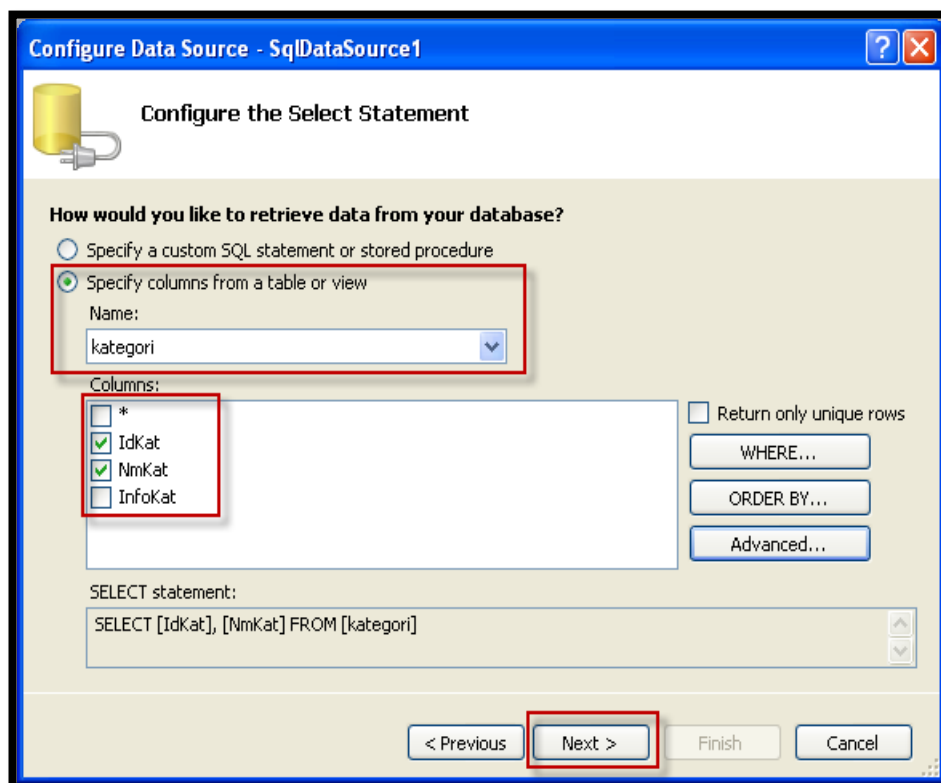 Configure Data Source - SqlDataSource1
Configure the Select Statement
How would you like to retrieve data from your database?
Specify a custom SQL statement or stored procedure
Specify columns from a table or view
Name:
kategori
Columns:
*
IdKat
NmKat
InfoKat
Return only unique rows
WHERE...
ORDER BY...
Advanced...
SELECT statement:
SELECT [IdKat], [NmKat] FROM [kategori]
< Previous Next > Finish Cancel